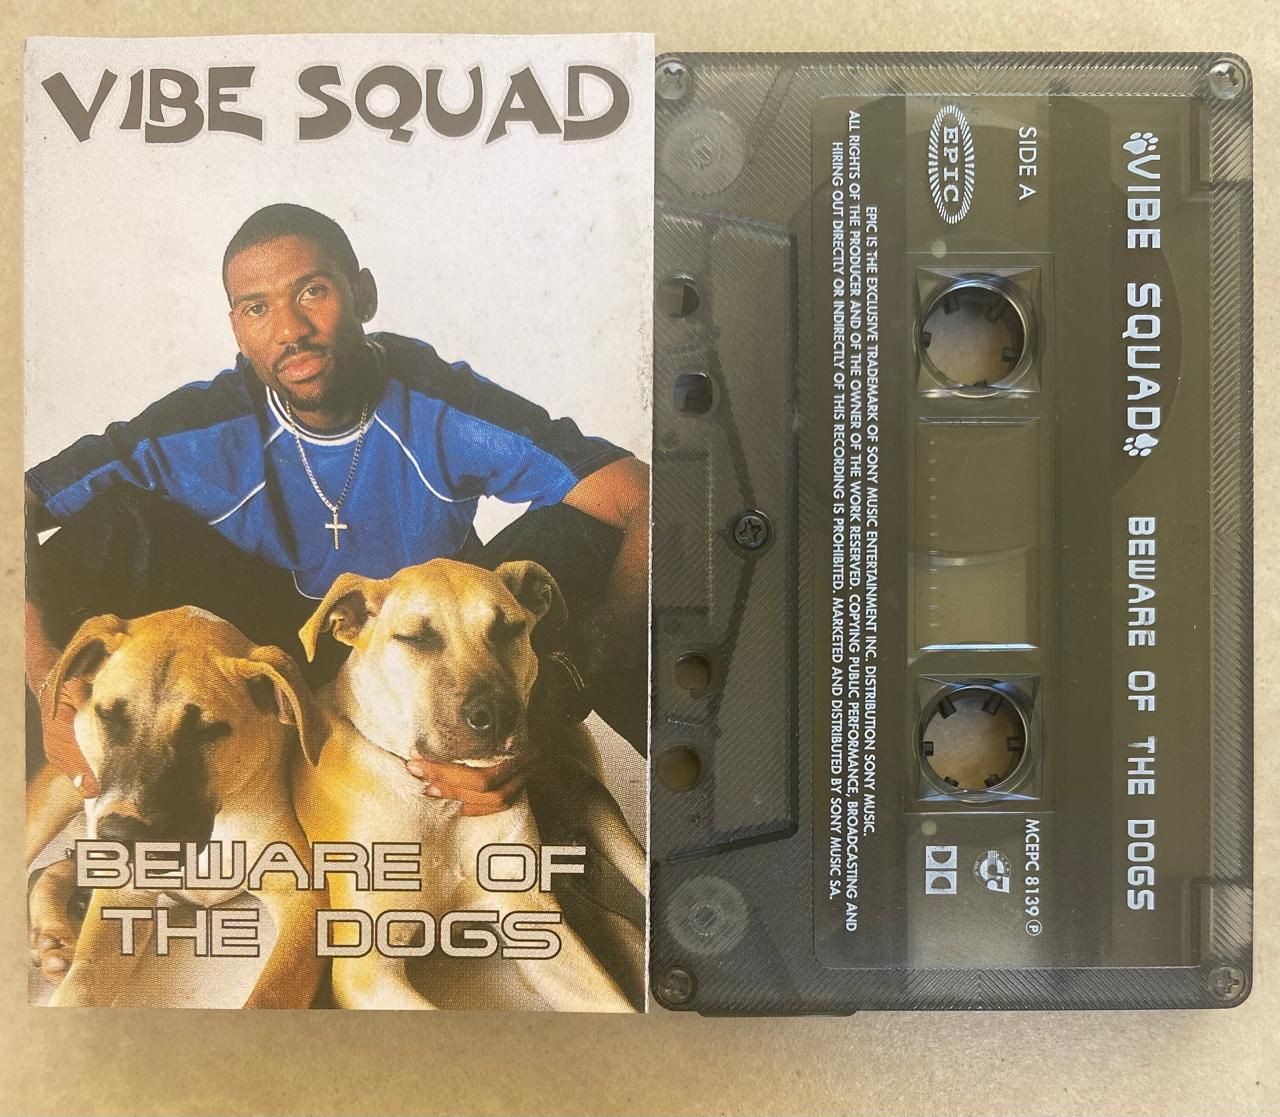 VIBE SQUAD
BEWARE OF
THE DOGS
VIBE SQUAD BEWARE OF THE DOGS
SIDE A
EPIC
MCEPC 8139 ℗
EPIC IS THE EXCLUSIVE TRADEMARK OF SONY MUSIC ENTERTAINMENT INC. DISTRIBUTION SONY MUSIC.
ALL RIGHTS OF THE PRODUCER AND OF THE OWNER OF THE WORK RESERVED. COPYING PUBLIC PERFORMANCE, BROADCASTING AND
HIRING OUT DIRECTLY OR INDIRECTLY OF THIS RECORDING IS PROHIBITED. MARKETED AND DISTRIBUTED BY SONY MUSIC SA.